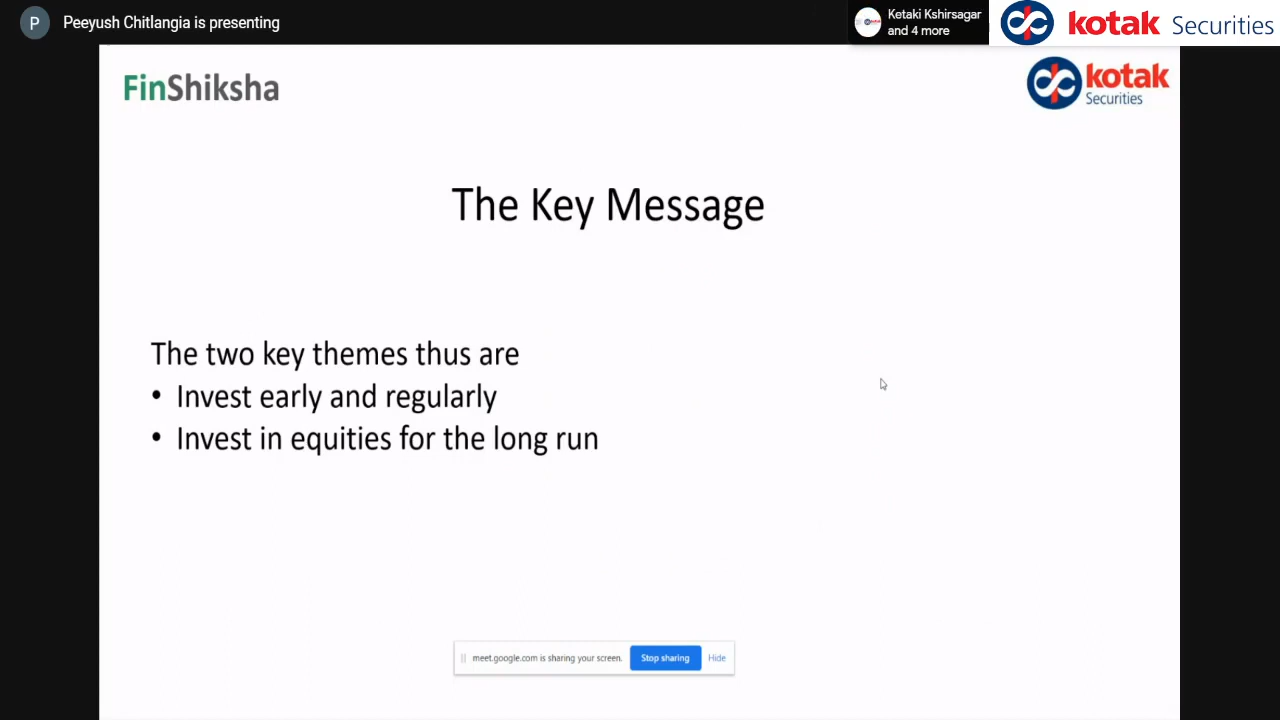 P
Peeyush Chitlangia is presenting
Ketaki Kshirsagar
and 4 more
kotak Securities
FinShiksha
kotak
Securities
The Key Message
The two key themes thus are
• Invest early and regularly
• Invest in equities for the long run
meet.google.com is sharing your screen.
Stop sharing
Hide